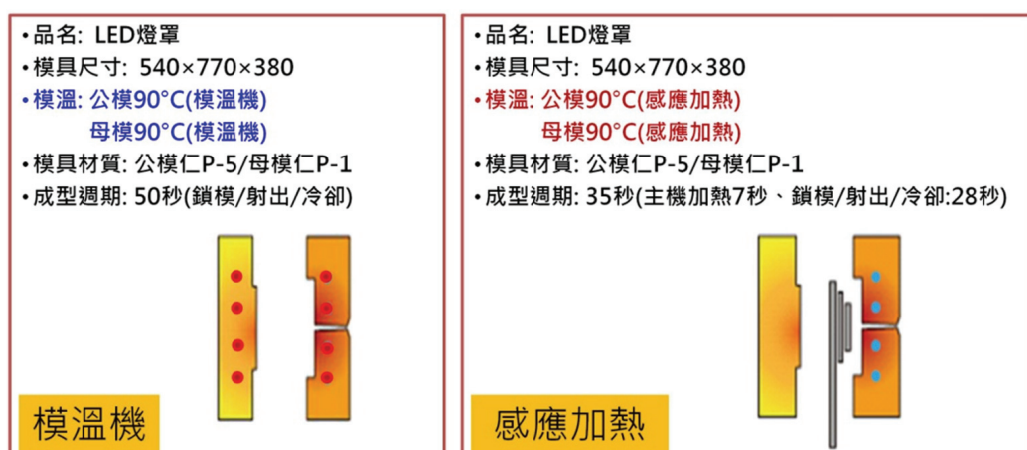 •品名: LED燈罩
•模具尺寸: 540×770×380
•模溫: 公模90°C(模溫機)
母模90°C(模溫機)
•模具材質: 公模仁P-5/母模仁P-1
•成型週期: 50秒(鎖模/射出/冷卻)
模溫機
•品名: LED燈罩
•模具尺寸: 540×770×380
•模溫: 公模90°C(感應加熱)
母模90°C(感應加熱)
•模具材質: 公模仁P-5/母模仁P-1
•成型週期: 35秒(主機加熱7秒、鎖模/射出/冷卻:28秒)
感應加熱